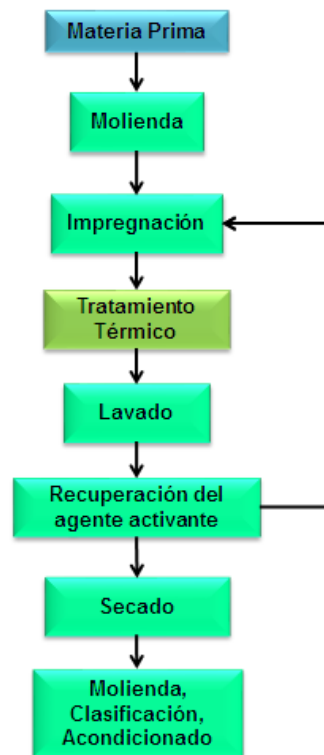 Materia Prima
Molienda
Impregnación
Tratamiento
Térmico
Lavado
Recuperación del
agente activante
Secado
Molienda,
Clasificación,
Acondicionado